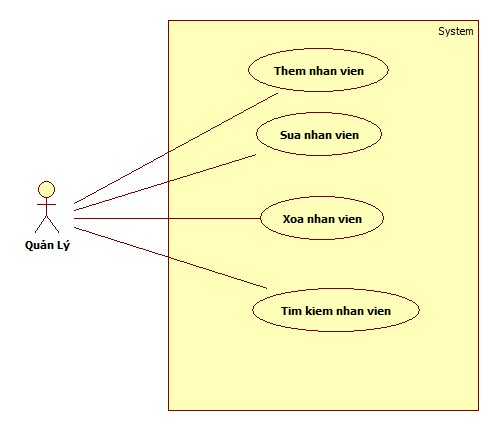 System
Them nhan vien
Sua nhan vien
Xoa nhan vien
Quản Lý
Tim kiem nhan vien